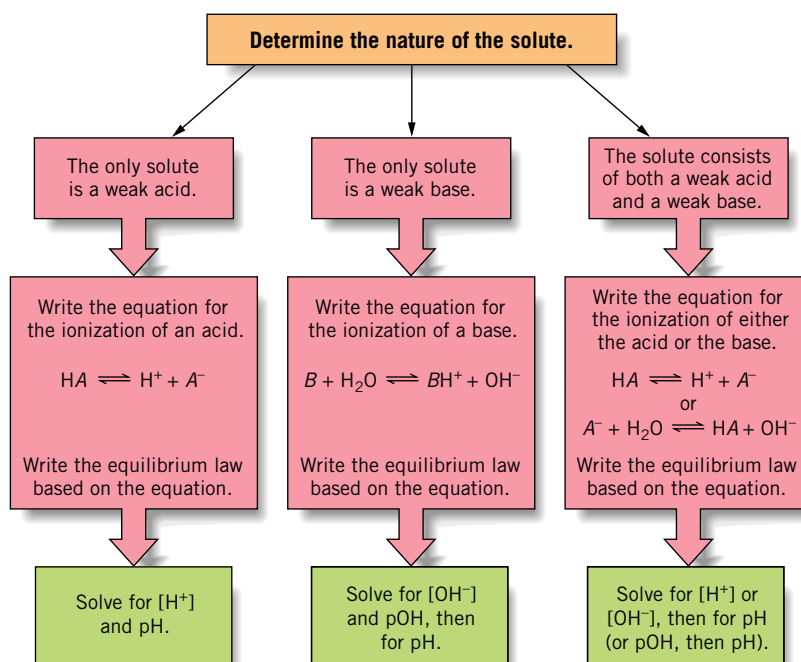 Determine the nature of the solute.
The only solute
is a weak acid.
Write the equation for
the ionization of an acid.
HA ⇌ H⁺ + A⁻
Write the equilibrium law
based on the equation.
Solve for [H⁺]
and pH.
The only solute
is a weak base.
Write the equation for
the ionization of a base.
B + H₂O ⇌ BH⁺ + OH⁻
Write the equilibrium law
based on the equation.
Solve for [OH⁻]
and pOH, then
for pH.
The solute consists
of both a weak acid
and a weak base.
Write the equation for
the ionization of either
the acid or the base.
HA ⇌ H⁺ + A⁻
or
A⁻ + H₂O ⇌ HA + OH⁻
Write the equilibrium law
based on the equation.
Solve for [H⁺] or
[OH⁻], then for pH
(or pOH, then pH).